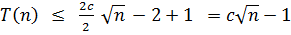 T(n) ≤ 2c/2 √n − 2 + 1 = c√n − 1